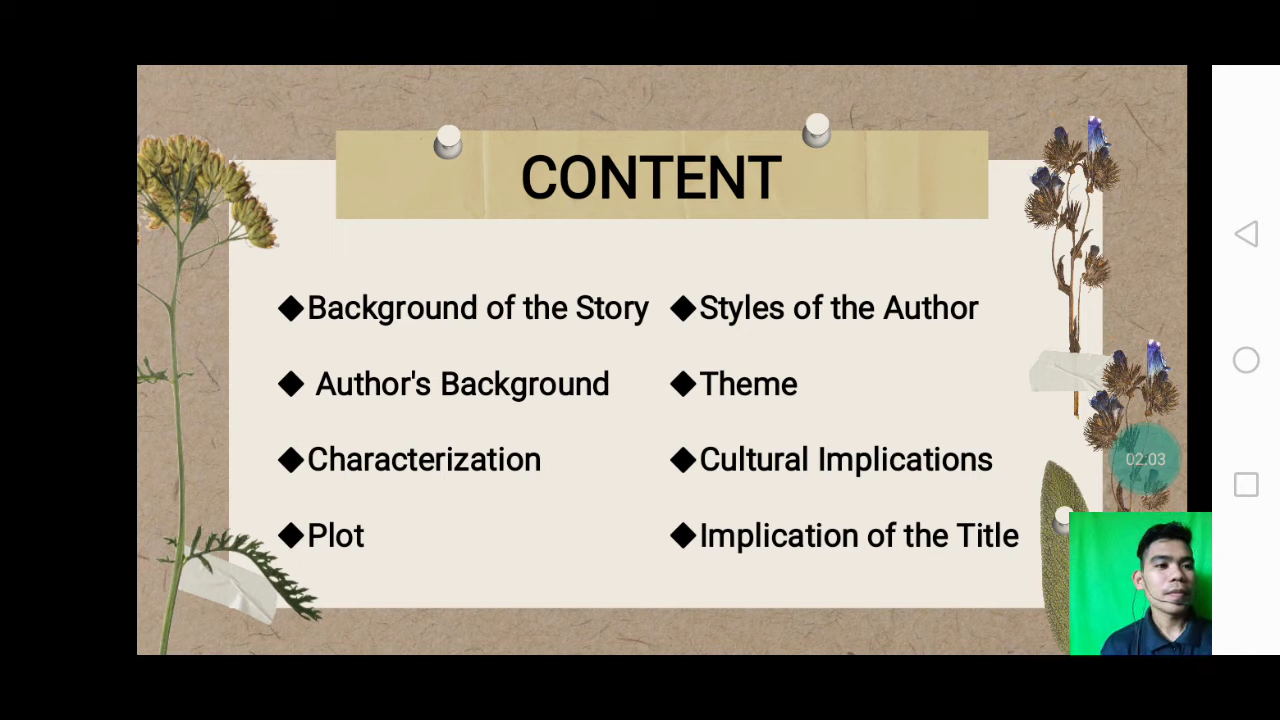 CONTENT
◆Background of the Story
◆ Author's Background
◆Characterization
◆Plot
◆Styles of the Author
◆Theme
◆Cultural Implications
◆Implication of the Title
02:03